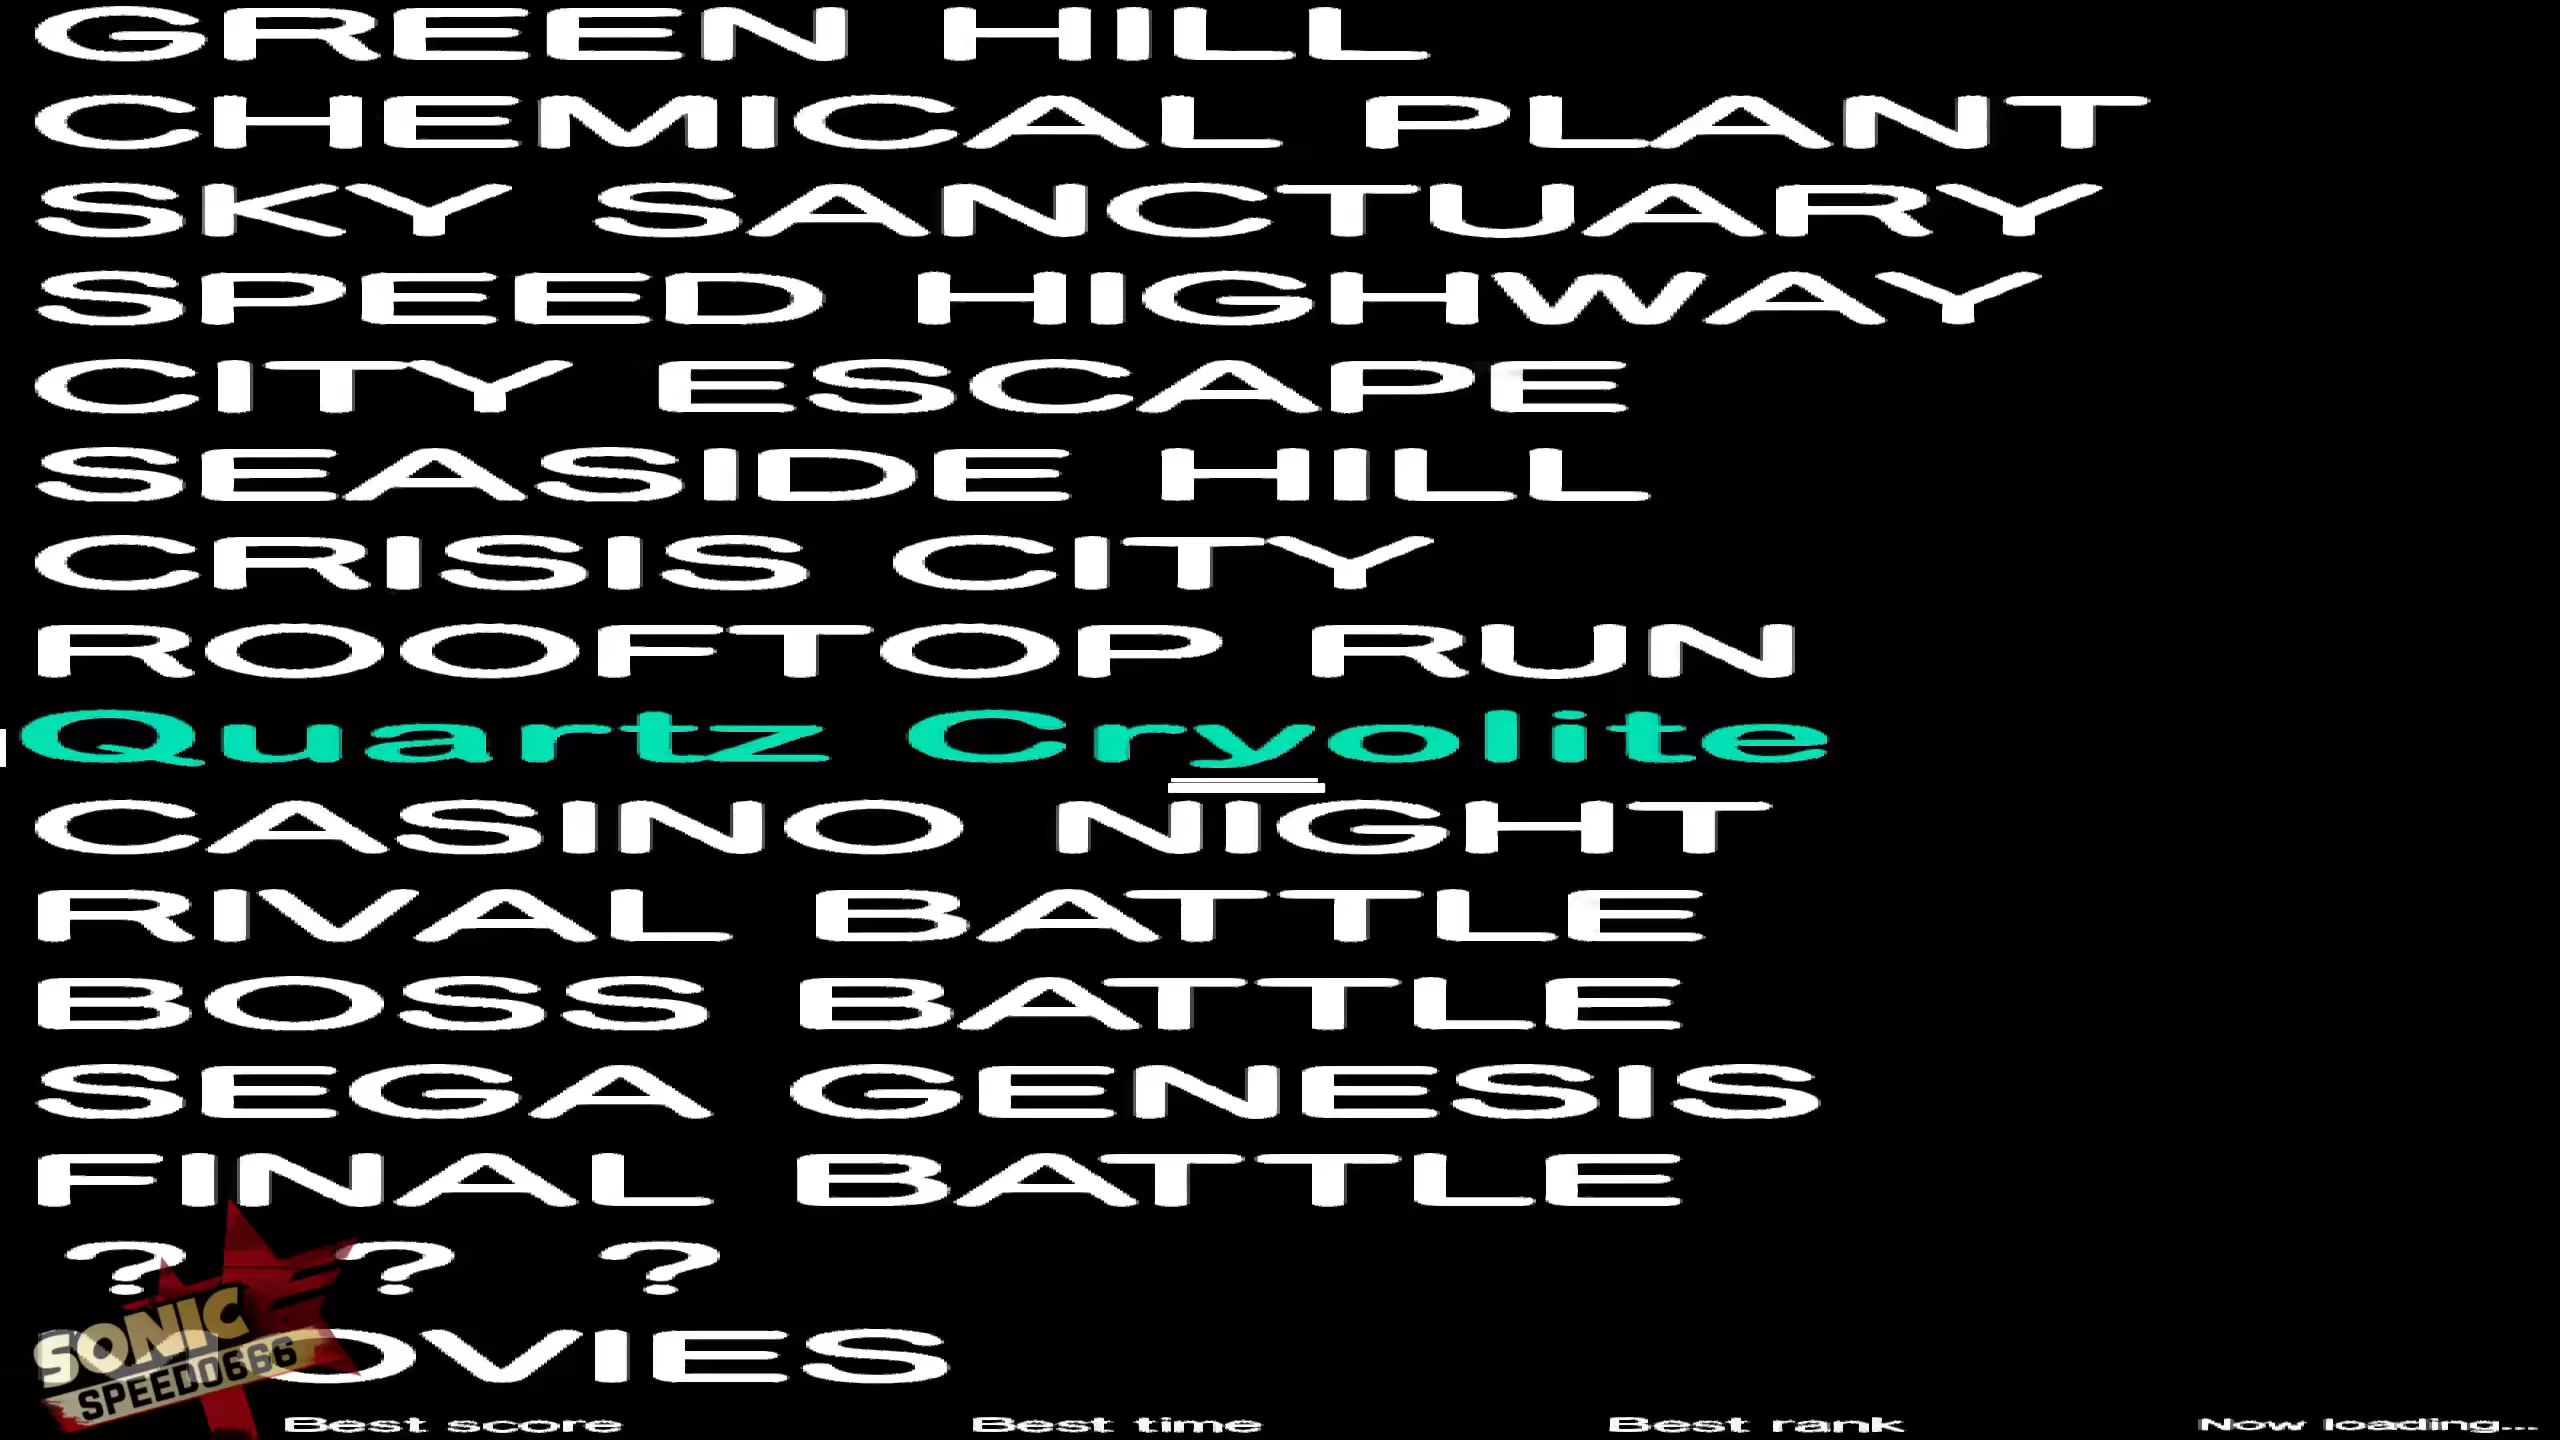 GREEN HILL
CHEMICAL PLANT
SKY SANCTUARY
SPEED HIGHWAY
CITY ESCAPE
SEASIDE HILL
CRISIS CITY
ROOFTOP RUN
Quartz Cryolite
CASINO NIGHT
RIVAL BATTLE
BOSS BATTLE
SEGA GENESIS
FINAL BATTLE
? ? ?
MOVIES
SONIC
SPEED0666
Best score Best time Best rank Now loading...